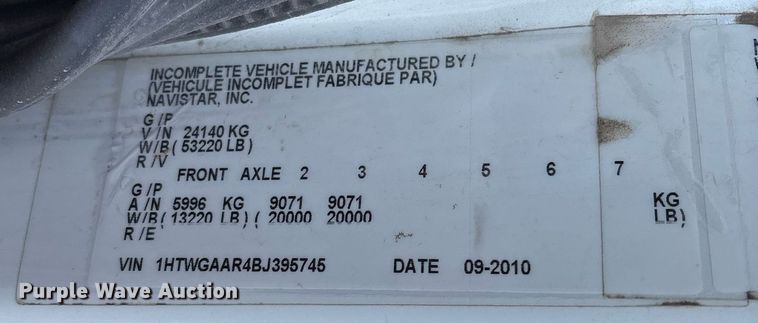 INCOMPLETE VEHICLE MANUFACTURED BY /
(VEHICULE INCOMPLET FABRIQUE PAR)
NAVISTAR, INC.
G /P
V /N 24140 KG
W/B( 53220 LB)
R /V
FRONT AXLE 2 3 4 5 6 7
G /P
A /N 5996 KG 9071 9071 KG
W/B( 13220 LB) ( 20000 20000 LB)
R /E
VIN 1HTWGAAR4BJ395745 DATE 09-2010
Purple Wave Auction